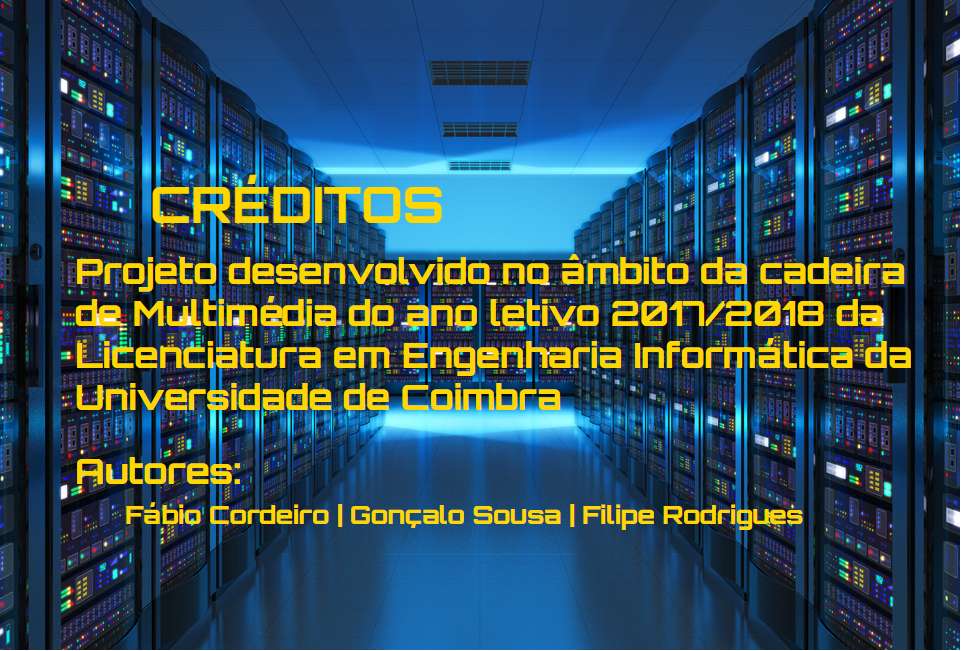 CRÉDITOS
Projeto desenvolvido no âmbito da cadeira
de Multimédia do ano letivo 2017/2018 da
Licenciatura em Engenharia Informática da
Universidade de Coimbra
Autores:
Fábio Cordeiro | Gonçalo Sousa | Filipe Rodrigues